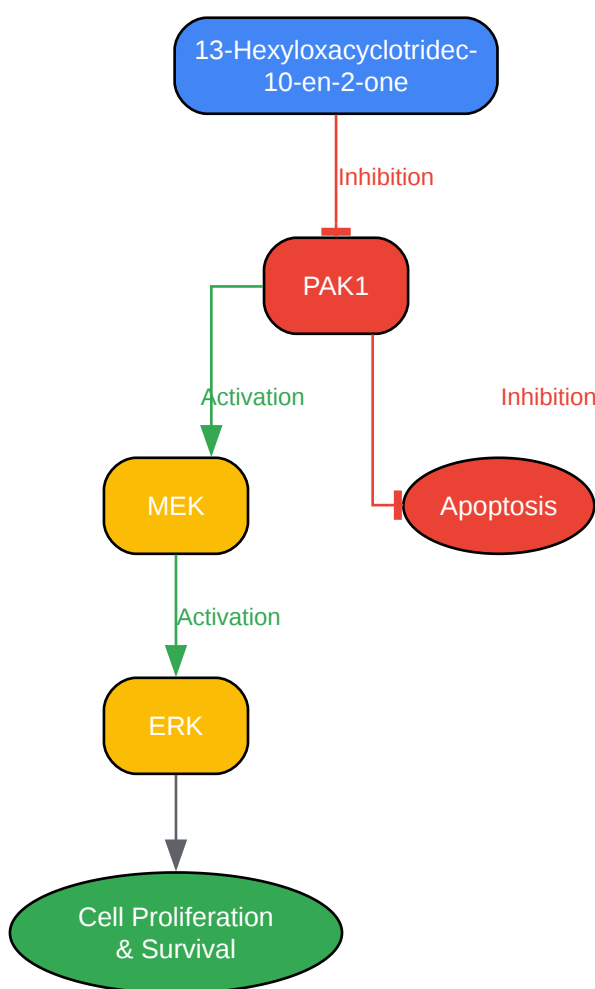 13-Hexyloxacyclotridec-
10-en-2-one
Inhibition
PAK1
Activation
Inhibition
MEK
Apoptosis
Activation
ERK
Cell Proliferation
& Survival